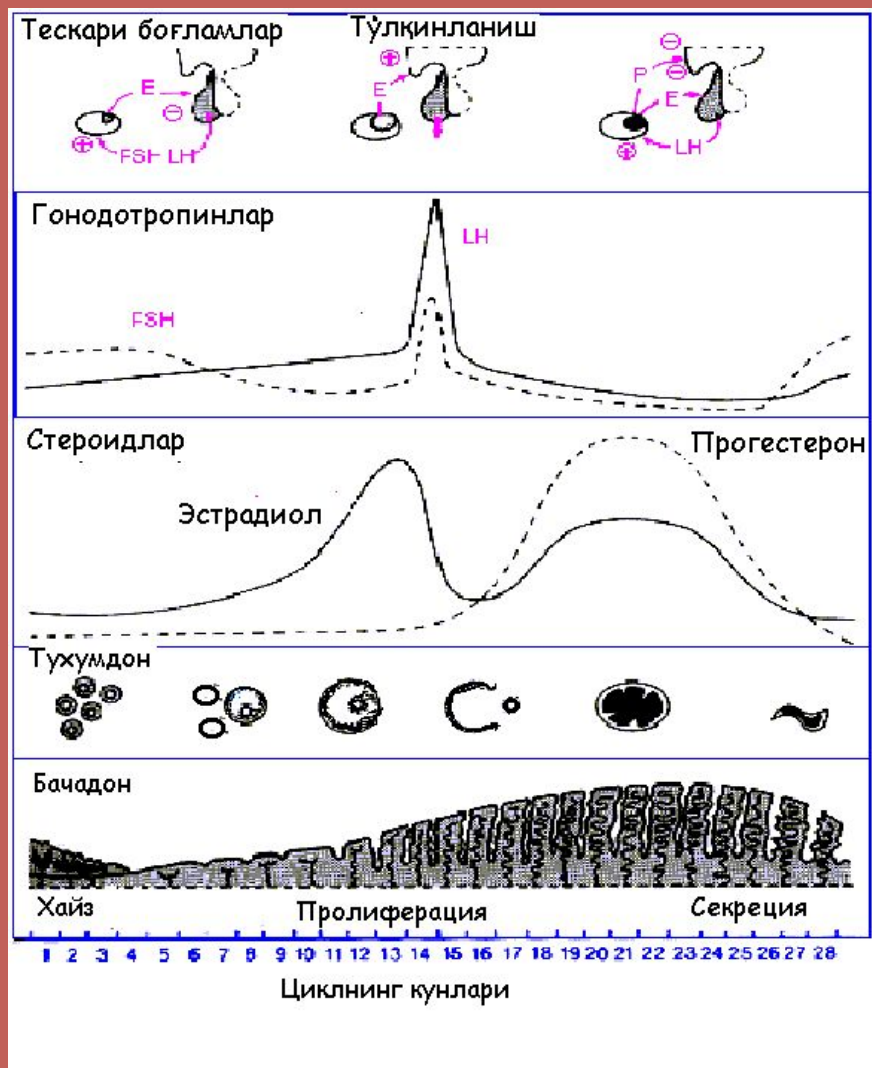 Тескари боғламлар
Тўлқинланиш
E
FSH LH
E
P
E
LH
Гонодотропинлар
LH
FSH
Стероидлар
Прогестерон
Эстрадиол
Тухумдон
Бачадон
Хайз
Пролиферация
Секреция
1 2 3 4 5 6 7 8 9 10 11 12 13 14 15 16 17 18 19 20 21 22 23 24 25 26 27 28
Циклнинг кунлари